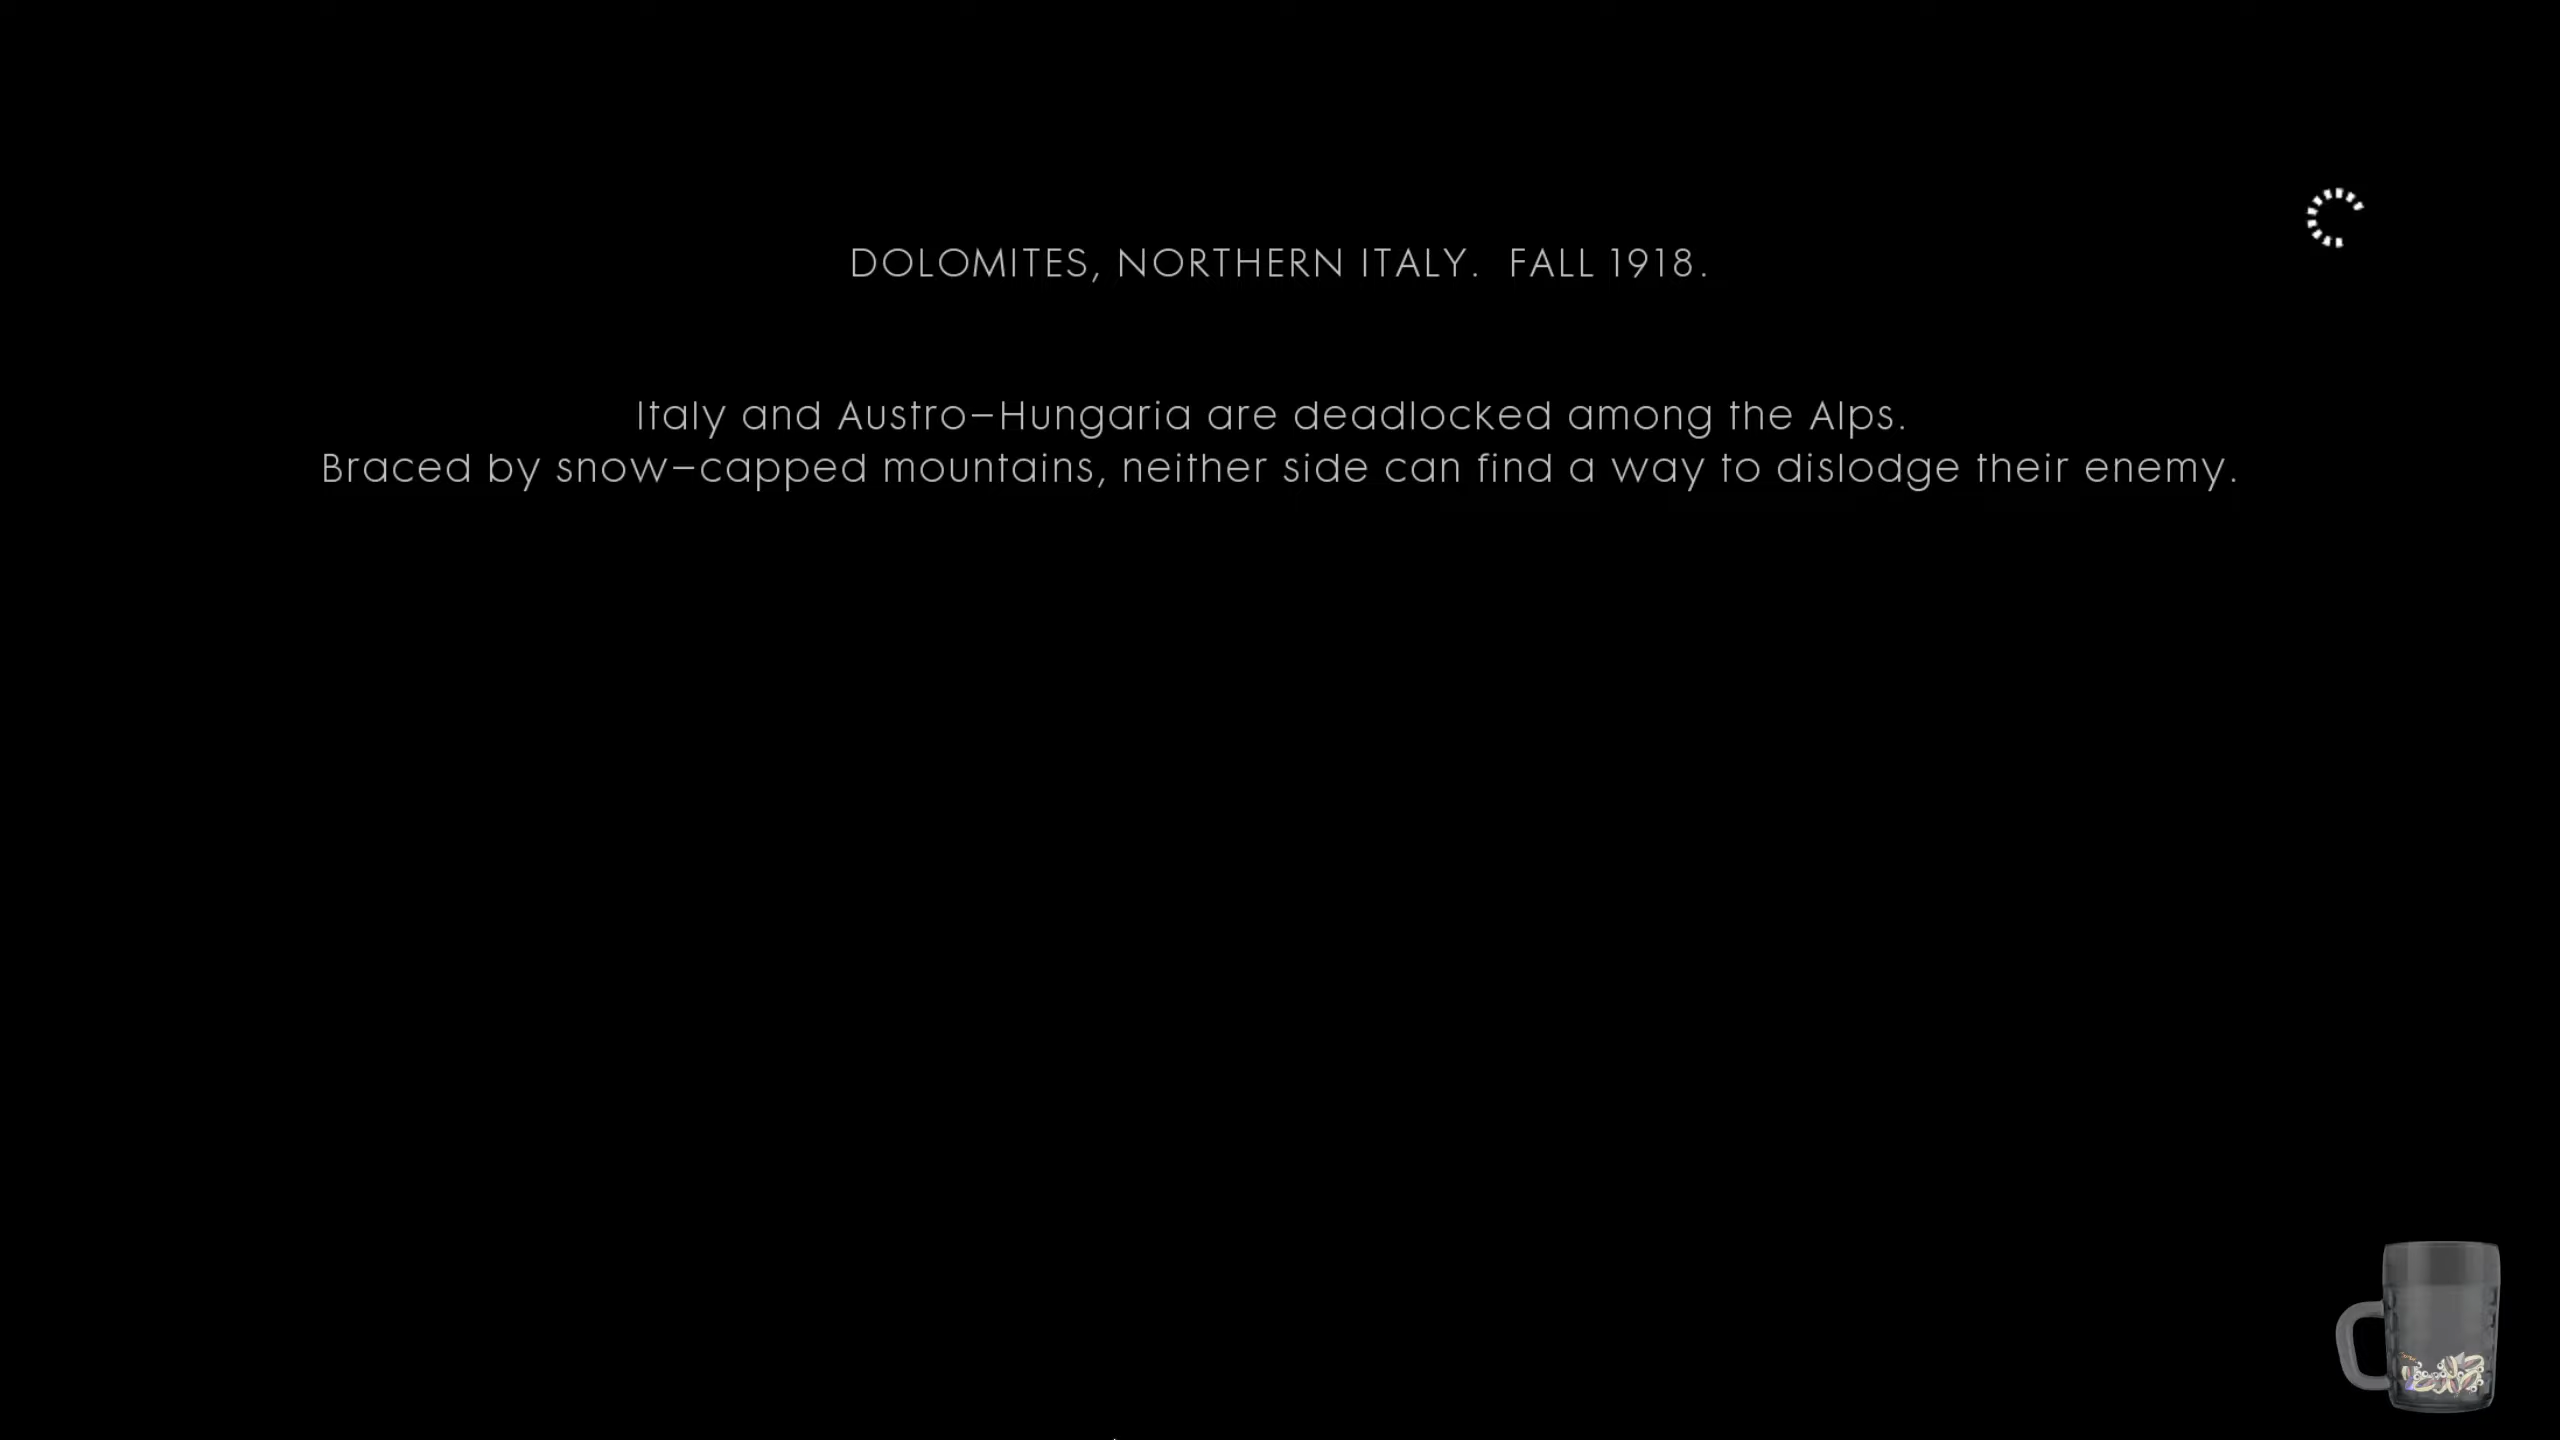 DOLOMITES, NORTHERN ITALY.  FALL 1918.
Italy and Austro-Hungaria are deadlocked among the Alps.
Braced by snow-capped mountains, neither side can find a way to dislodge their enemy.